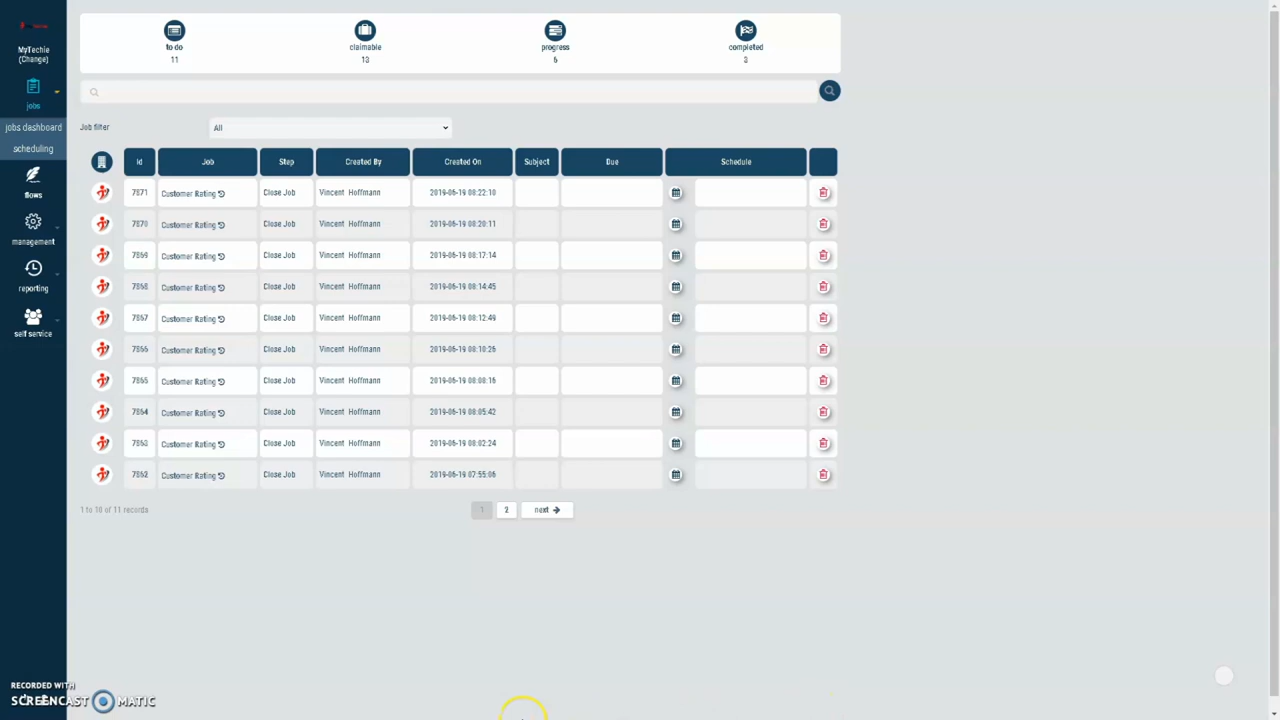 MyTechie
(Change)
jobs
jobs dashboard
scheduling
flows
management
reporting
self service
to do
11
claimable
13
progress
6
completed
3
Job filter
All
Id Job Step Created By Created On Subject Due Schedule
7871 Customer Rating Close Job Vincent Hoffmann 2019-06-19 08:22:10
7870 Customer Rating Close Job Vincent Hoffmann 2019-06-19 08:20:11
7869 Customer Rating Close Job Vincent Hoffmann 2019-06-19 08:17:14
7868 Customer Rating Close Job Vincent Hoffmann 2019-06-19 08:14:45
7867 Customer Rating Close Job Vincent Hoffmann 2019-06-19 08:12:49
7866 Customer Rating Close Job Vincent Hoffmann 2019-06-19 08:10:26
7865 Customer Rating Close Job Vincent Hoffmann 2019-06-19 08:08:16
7864 Customer Rating Close Job Vincent Hoffmann 2019-06-19 08:05:42
7863 Customer Rating Close Job Vincent Hoffmann 2019-06-19 08:02:24
7862 Customer Rating Close Job Vincent Hoffmann 2019-06-19 07:55:06
1 to 10 of 11 records
1 2 next
RECORDED WITH
SCREENCAST MATIC